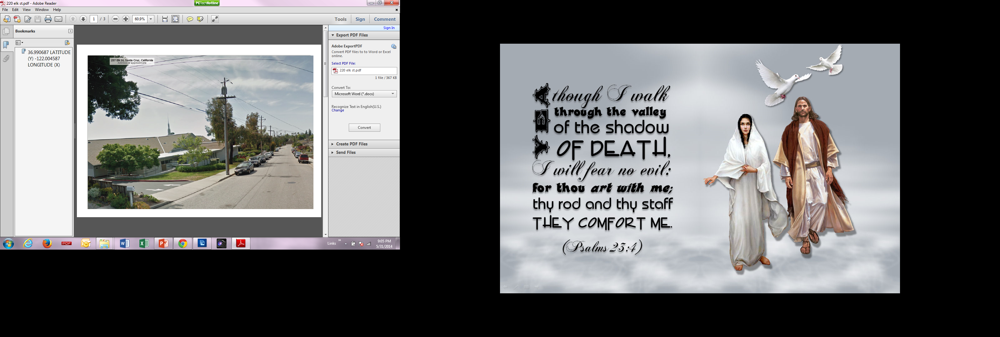 220 elk st.pdf - Adobe Reader
PCTechHotline
File Edit View Window Help
1 / 3
60.9%
Tools Sign Comment
Bookmarks
36.990687 LATITUDE
(Y) -122.004587
LONGITUDE (X)
257 Elk St, Santa Cruz, California
Address is approximate
Sign In
Export PDF Files
Adobe ExportPDF
Convert PDF files to to Word or Excel
online.
Select PDF File:
220 elk st.pdf
1 file / 367 KB
Convert To:
Microsoft Word (*.docx)
Recognize Text in English(U.S.)
Change
Convert
Create PDF Files
Send Files
PDF
Links
9:05 PM
5/31/2014
though I walk
through the valley
of the shadow
OF DEATH,
I will fear no evil:
for thou art with me;
thy rod and thy staff
THEY COMFORT ME.
(Psalms 23:4)